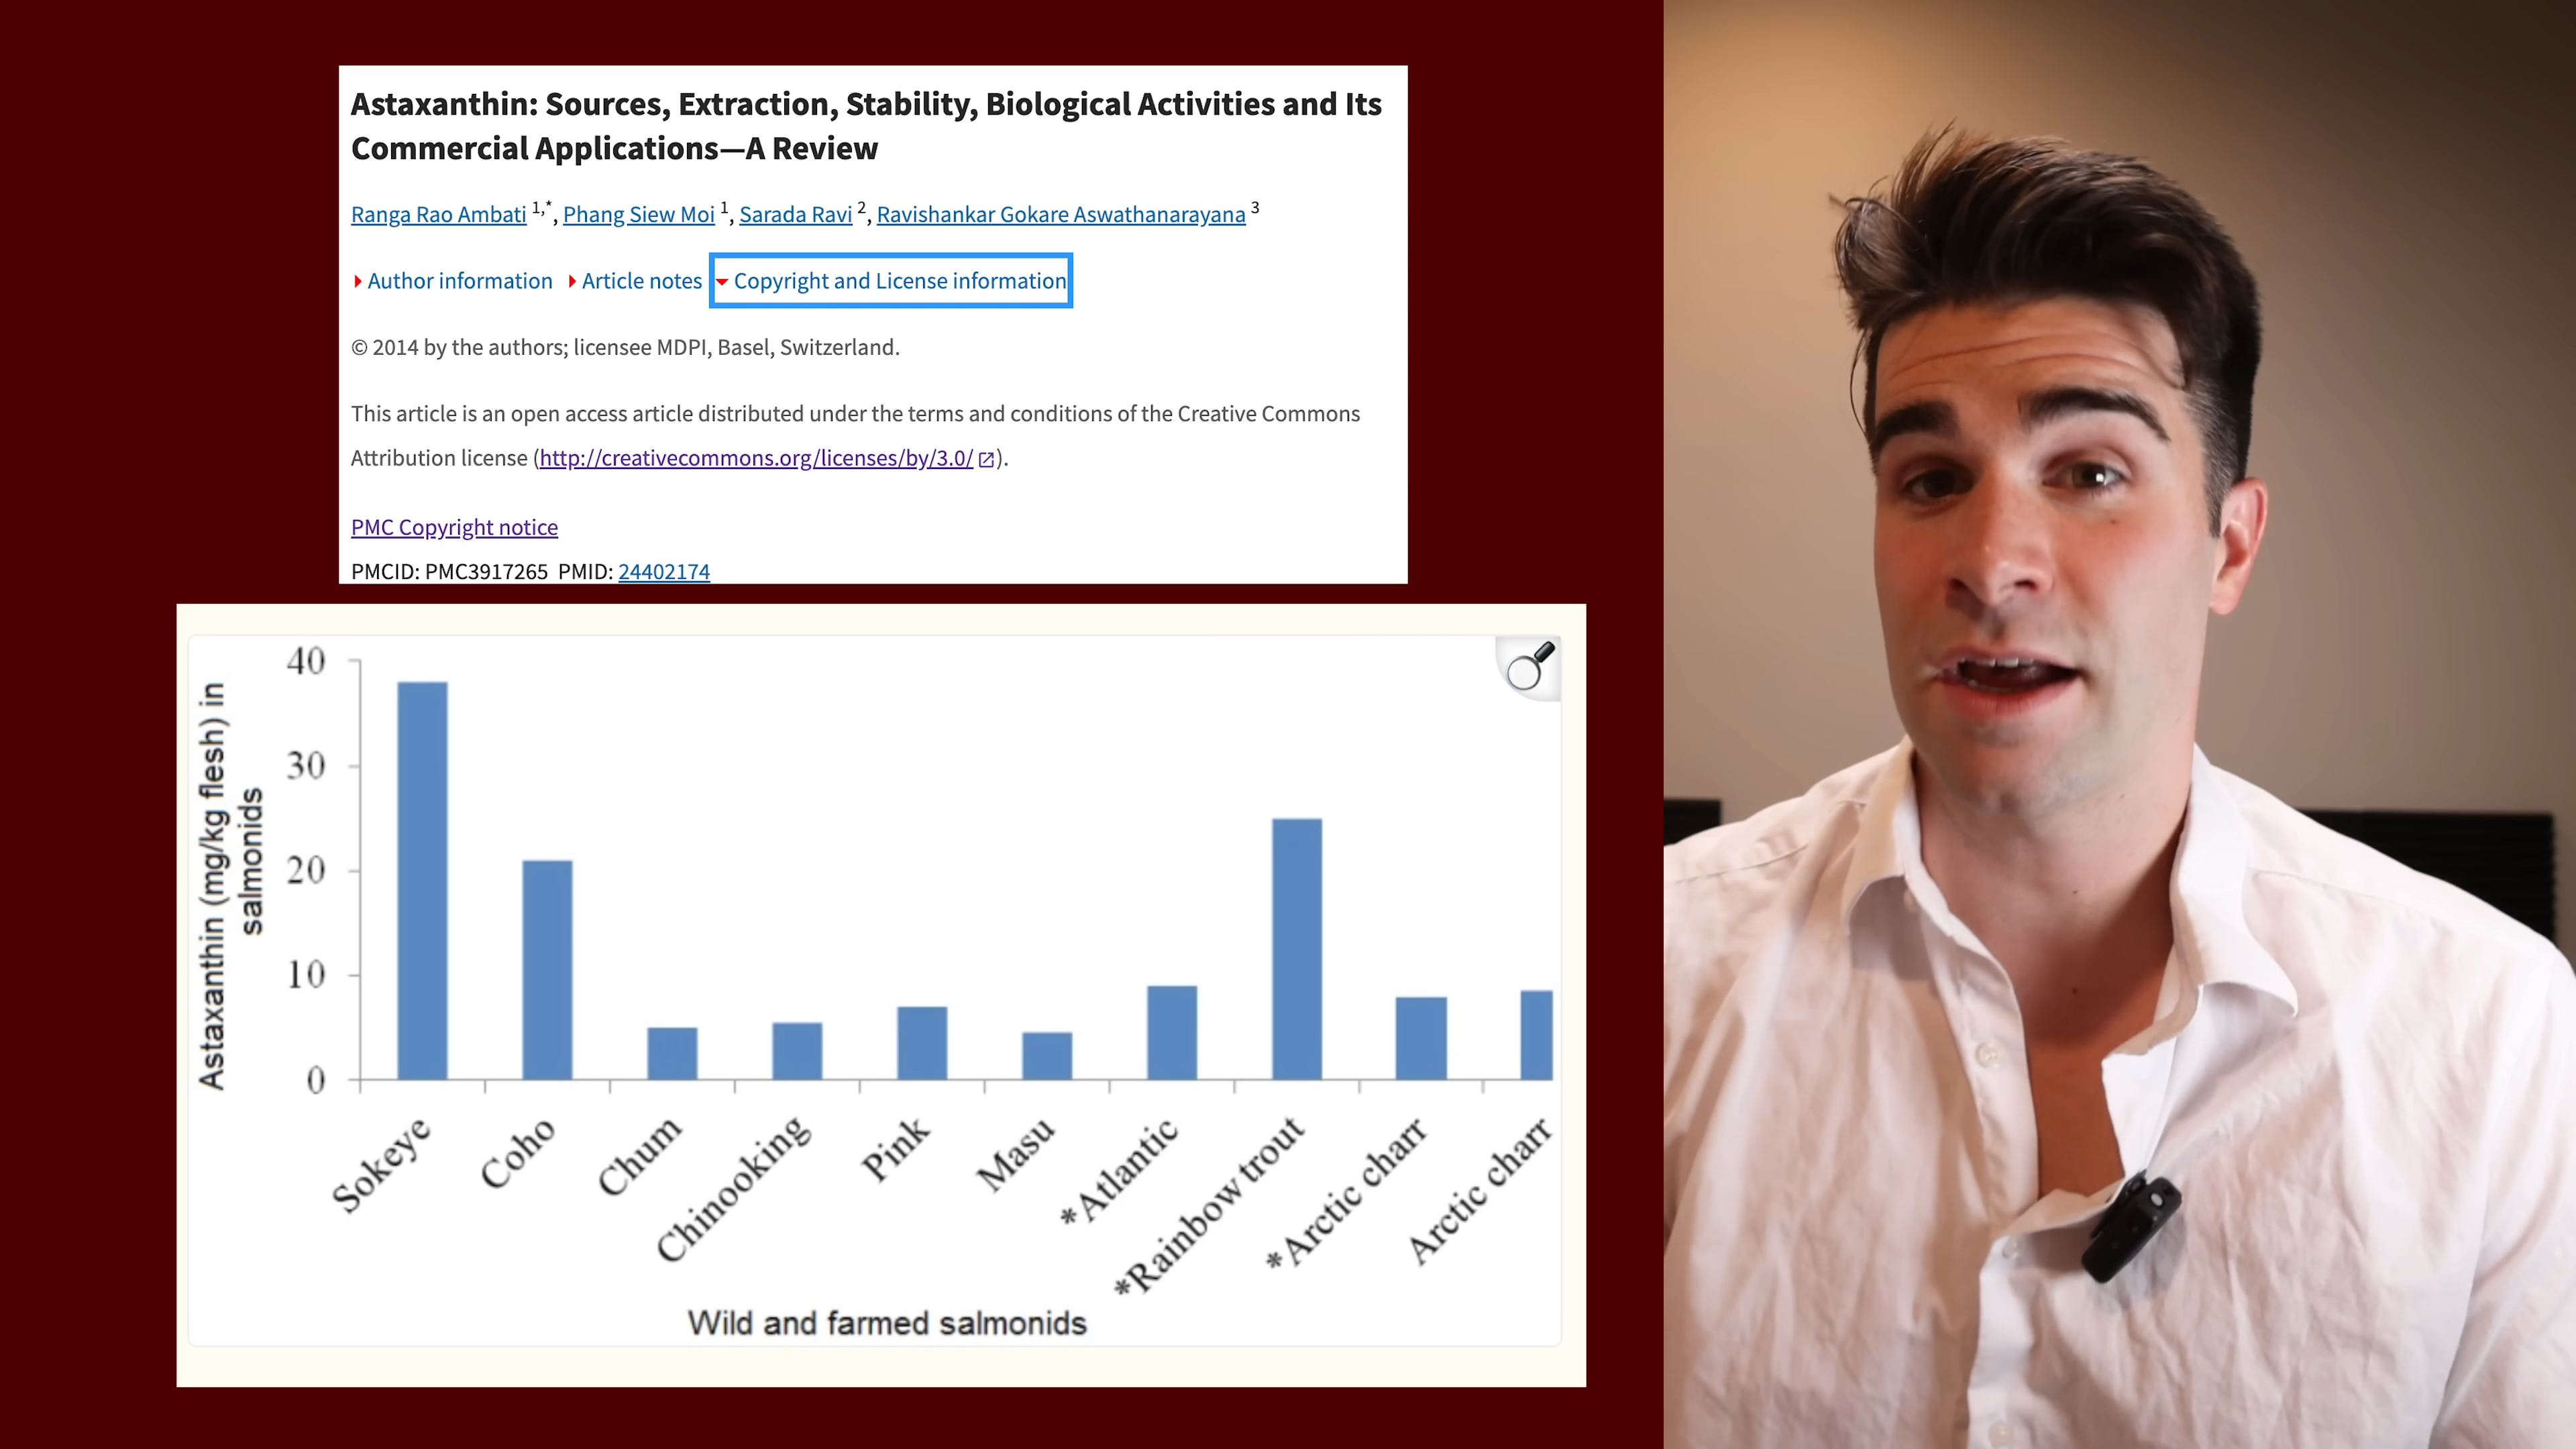 Astaxanthin: Sources, Extraction, Stability, Biological Activities and Its
Commercial Applications—A Review
Ranga Rao Ambati 1,*, Phang Siew Moi 1, Sarada Ravi 2, Ravishankar Gokare Aswathanarayana 3
Author information Article notes Copyright and License information
© 2014 by the authors; licensee MDPI, Basel, Switzerland.
This article is an open access article distributed under the terms and conditions of the Creative Commons
Attribution license (http://creativecommons.org/licenses/by/3.0/).
PMC Copyright notice
PMCID: PMC3917265 PMID: 24402174
Astaxanthin (mg/kg flesh) in
salmonids
40
30
20
10
0
Sokeye
Coho
Chum
Chinooking
Pink
Masu
*Atlantic
*Rainbow trout
*Arctic charr
Arctic charr
Wild and farmed salmonids